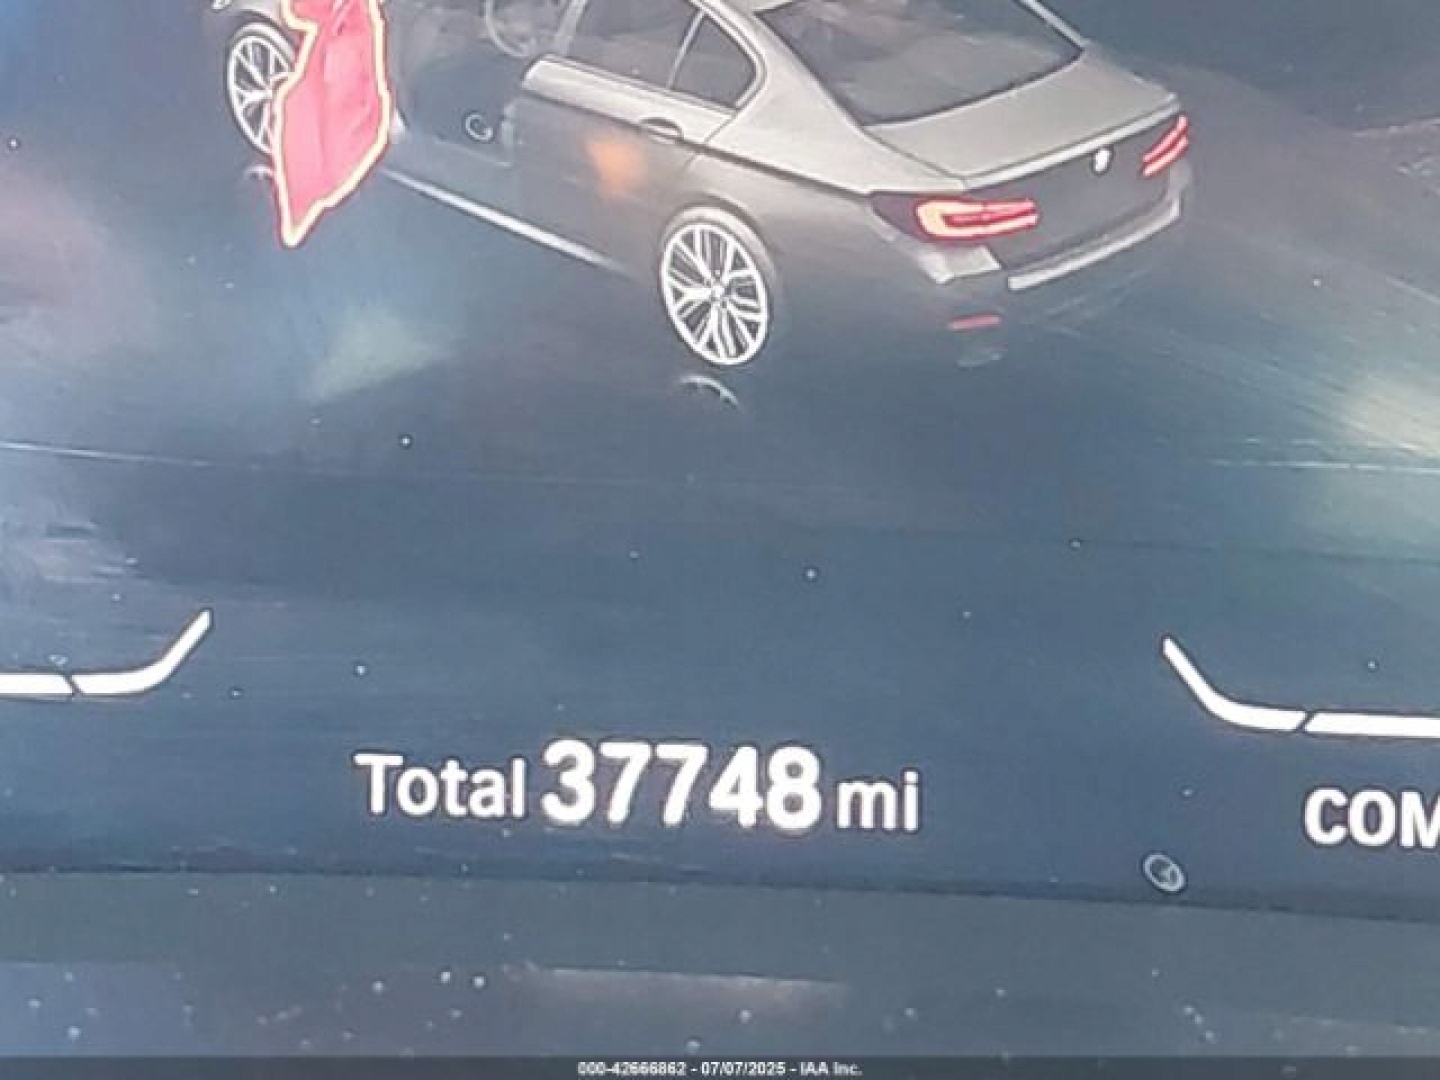 Total 37748 mi
COM
000-42666862 - 07/07/2025 - IAA Inc.